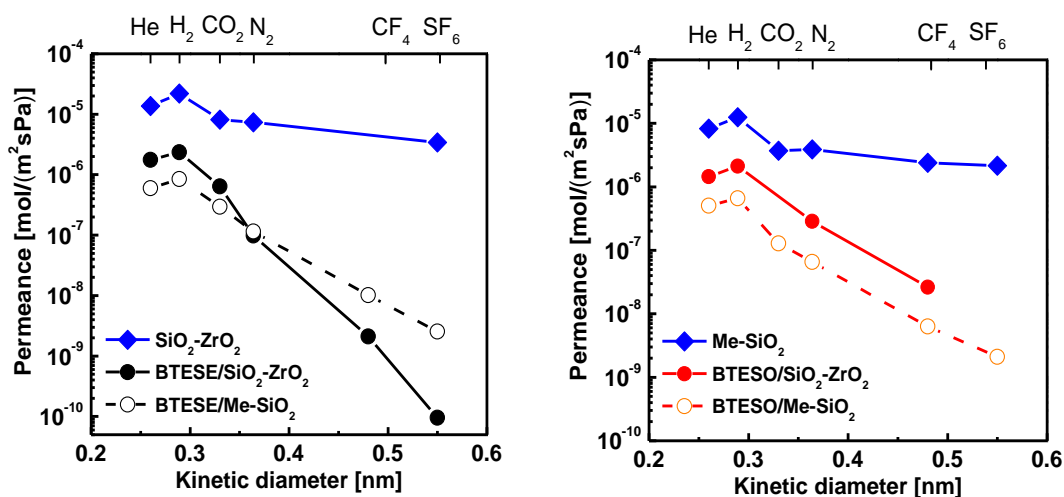 He H₂ CO₂ N₂ CF₄ SF₆
10⁻⁴
10⁻⁵
10⁻⁶
10⁻⁷
10⁻⁸
10⁻⁹
10⁻¹⁰
Permeance [mol/(m²sPa)]
SiO₂-ZrO₂
BTESE/SiO₂-ZrO₂
BTESE/Me-SiO₂
0.2 0.3 0.4 0.5 0.6
Kinetic diameter [nm]
He H₂ CO₂ N₂ CF₄ SF₆
10⁻⁴
10⁻⁵
10⁻⁶
10⁻⁷
10⁻⁸
10⁻⁹
10⁻¹⁰
Permeance [mol/(m²sPa)]
Me-SiO₂
BTESO/SiO₂-ZrO₂
BTESO/Me-SiO₂
0.2 0.3 0.4 0.5 0.6
Kinetic diameter [nm]